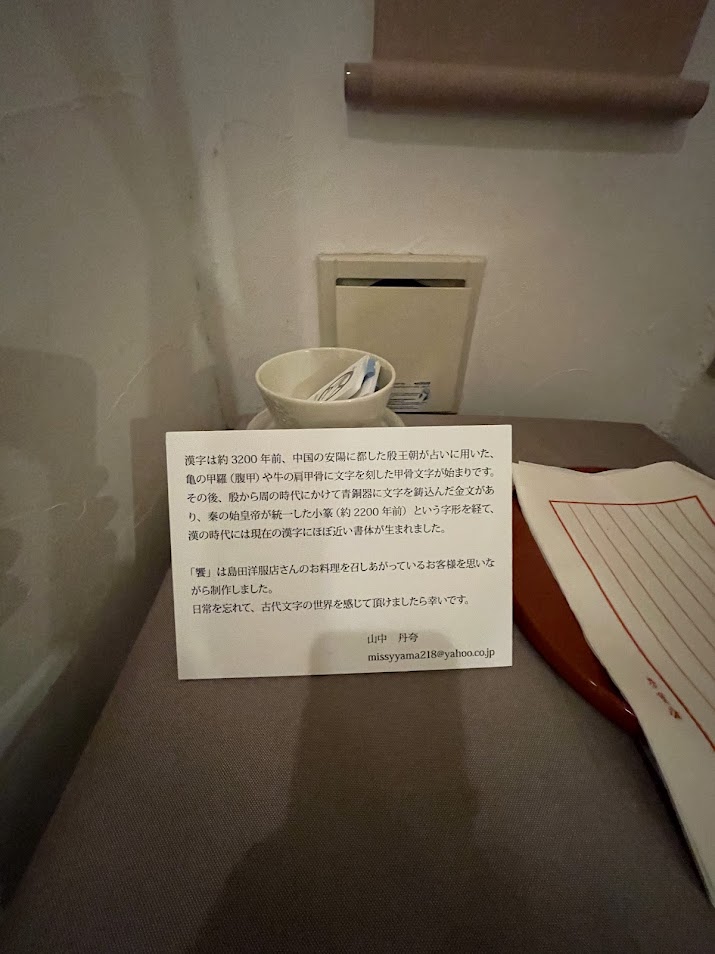 漢字は約 3200 年前、中国の安陽に都した殷王朝が占いに用いた、
亀の甲羅（腹甲）や牛の肩甲骨に文字を刻した甲骨文字が始まりです。
その後、殷から周の時代にかけて青銅器に文字を鋳込んだ金文があ
り、秦の始皇帝が統一した小篆（約 2200 年前）という字形を経て、
漢の時代には現在の漢字にほぼ近い書体が生まれました。
「饗」は島田洋服店さんのお料理を召しあがっているお客様を思いな
がら制作しました。
日常を忘れて、古代文字の世界を感じて頂けましたら幸いです。
山中　丹夸
missyyama218@yahoo.co.jp